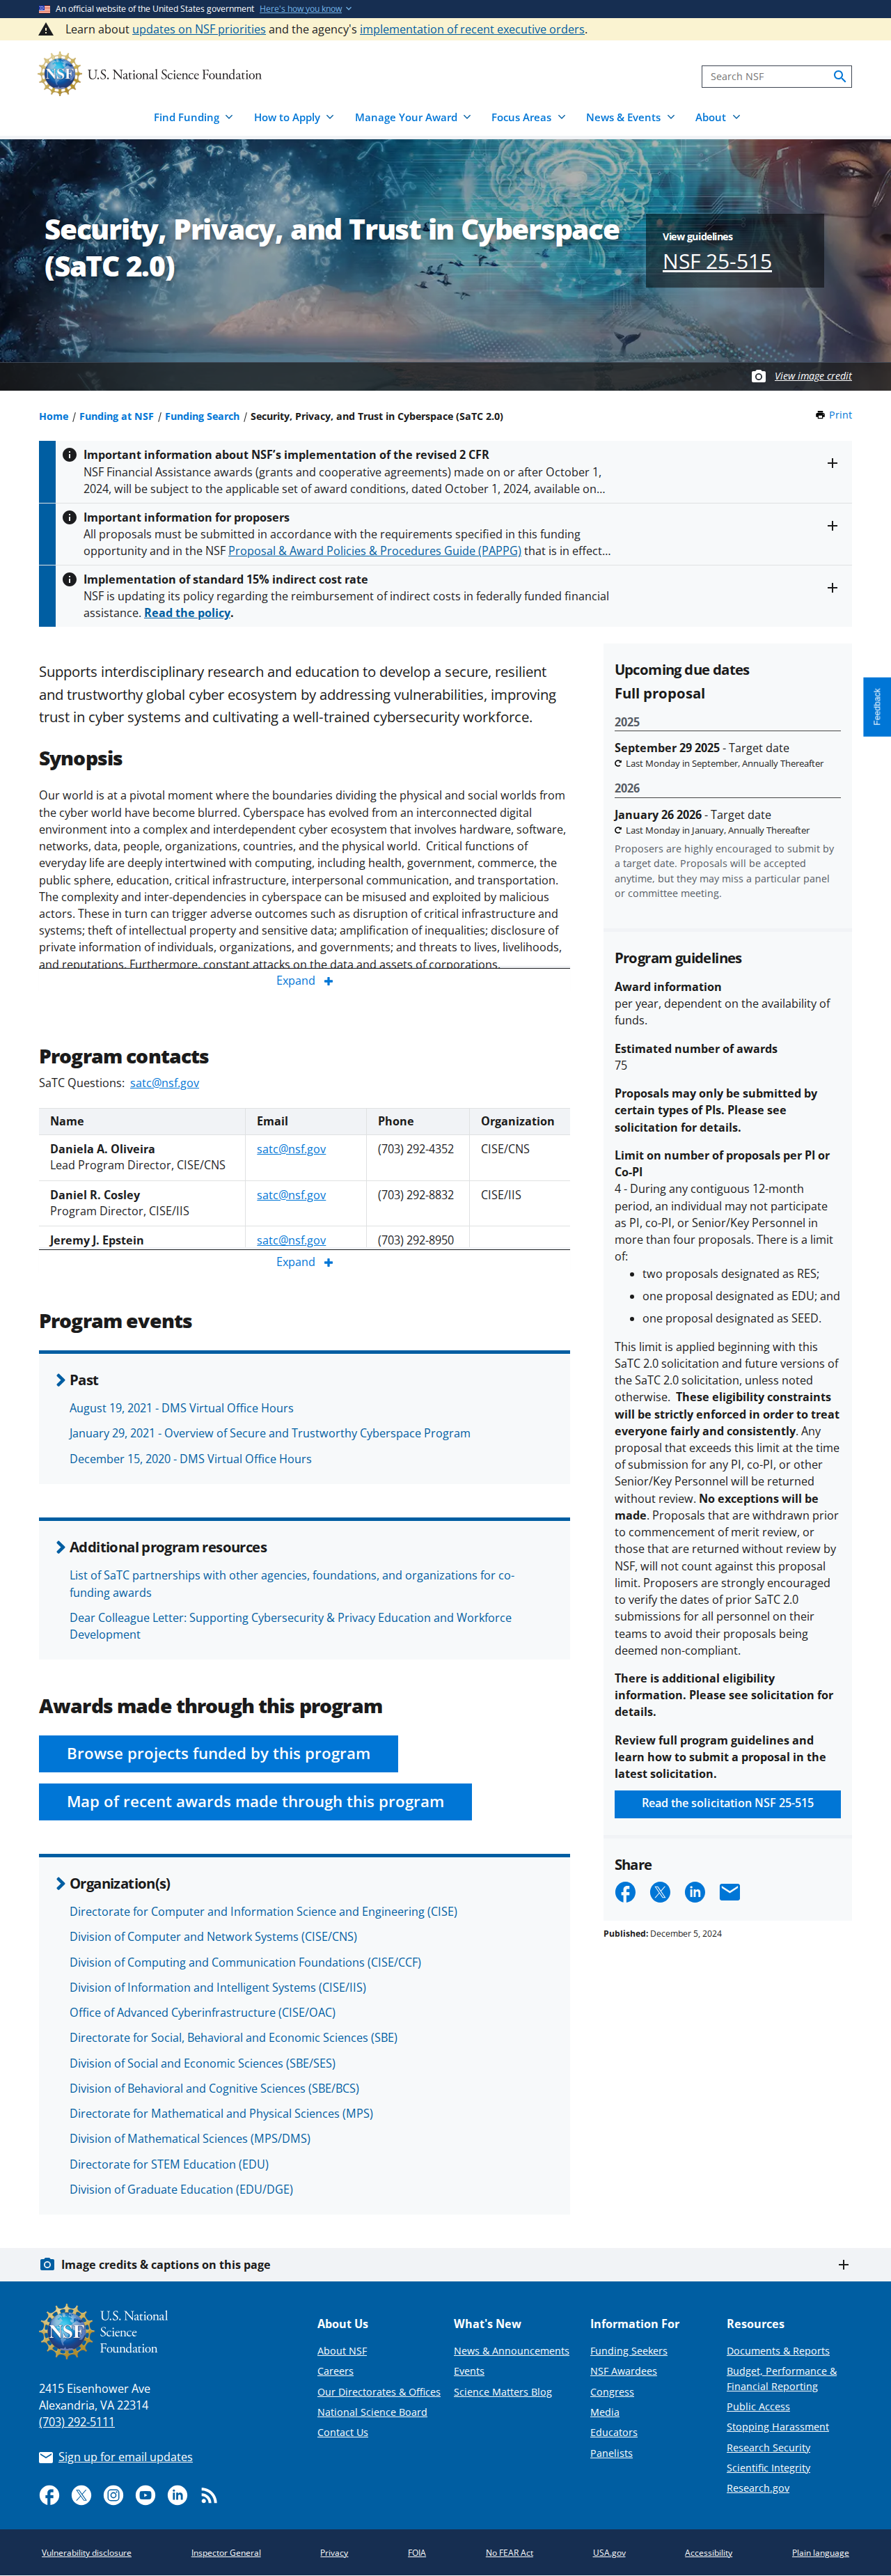 An official website of the United States government Here's how you know
Learn about updates on NSF priorities and the agency's implementation of recent executive orders.
NSF U.S. National Science Foundation
Search NSF
Find Funding How to Apply Manage Your Award Focus Areas News & Events About
Security, Privacy, and Trust in Cyberspace
(SaTC 2.0)
View guidelines
NSF 25-515
View image credit
Home / Funding at NSF / Funding Search / Security, Privacy, and Trust in Cyberspace (SaTC 2.0)
Print
Important information about NSF's implementation of the revised 2 CFR
NSF Financial Assistance awards (grants and cooperative agreements) made on or after October 1,
2024, will be subject to the applicable set of award conditions, dated October 1, 2024, available on...
Important information for proposers
All proposals must be submitted in accordance with the requirements specified in this funding
opportunity and in the NSF Proposal & Award Policies & Procedures Guide (PAPPG) that is in effect...
Implementation of standard 15% indirect cost rate
NSF is updating its policy regarding the reimbursement of indirect costs in federally funded financial
assistance. Read the policy.
Supports interdisciplinary research and education to develop a secure, resilient
and trustworthy global cyber ecosystem by addressing vulnerabilities, improving
trust in cyber systems and cultivating a well-trained cybersecurity workforce.
Synopsis
Our world is at a pivotal moment where the boundaries dividing the physical and social worlds from
the cyber world have become blurred. Cyberspace has evolved from an interconnected digital
environment into a complex and interdependent cyber ecosystem that involves hardware, software,
networks, data, people, organizations, countries, and the physical world.  Critical functions of
everyday life are deeply intertwined with computing, including health, government, commerce, the
public sphere, education, critical infrastructure, interpersonal communication, and transportation.
The complexity and inter-dependencies in cyberspace can be misused and exploited by malicious
actors. These in turn can trigger adverse outcomes such as disruption of critical infrastructure and
systems; theft of intellectual property and sensitive data; amplification of inequalities; disclosure of
private information of individuals, organizations, and governments; and threats to lives, livelihoods,
and reputations. Furthermore, constant attacks on the data and assets of corporations,
Expand
Program contacts
SaTC Questions:  satc@nsf.gov
Name Email Phone Organization
Daniela A. Oliveira satc@nsf.gov (703) 292-4352 CISE/CNS
Lead Program Director, CISE/CNS
Daniel R. Cosley satc@nsf.gov (703) 292-8832 CISE/IIS
Program Director, CISE/IIS
Jeremy J. Epstein satc@nsf.gov (703) 292-8950
Expand
Program events
Past
August 19, 2021 - DMS Virtual Office Hours
January 29, 2021 - Overview of Secure and Trustworthy Cyberspace Program
December 15, 2020 - DMS Virtual Office Hours
Additional program resources
List of SaTC partnerships with other agencies, foundations, and organizations for co-
funding awards
Dear Colleague Letter: Supporting Cybersecurity & Privacy Education and Workforce
Development
Awards made through this program
Browse projects funded by this program
Map of recent awards made through this program
Organization(s)
Directorate for Computer and Information Science and Engineering (CISE)
Division of Computer and Network Systems (CISE/CNS)
Division of Computing and Communication Foundations (CISE/CCF)
Division of Information and Intelligent Systems (CISE/IIS)
Office of Advanced Cyberinfrastructure (CISE/OAC)
Directorate for Social, Behavioral and Economic Sciences (SBE)
Division of Social and Economic Sciences (SBE/SES)
Division of Behavioral and Cognitive Sciences (SBE/BCS)
Directorate for Mathematical and Physical Sciences (MPS)
Division of Mathematical Sciences (MPS/DMS)
Directorate for STEM Education (EDU)
Division of Graduate Education (EDU/DGE)
Upcoming due dates
Full proposal
2025
September 29 2025 - Target date
Last Monday in September, Annually Thereafter
2026
January 26 2026 - Target date
Last Monday in January, Annually Thereafter
Proposers are highly encouraged to submit by
a target date. Proposals will be accepted
anytime, but they may miss a particular panel
or committee meeting.
Feedback
Program guidelines
Award information
per year, dependent on the availability of
funds.
Estimated number of awards
75
Proposals may only be submitted by
certain types of PIs. Please see
solicitation for details.
Limit on number of proposals per PI or
Co-PI
4 - During any contiguous 12-month
period, an individual may not participate
as PI, co-PI, or Senior/Key Personnel in
more than four proposals. There is a limit
of:
• two proposals designated as RES;
• one proposal designated as EDU; and
• one proposal designated as SEED.
This limit is applied beginning with this
SaTC 2.0 solicitation and future versions of
the SaTC 2.0 solicitation, unless noted
otherwise.  These eligibility constraints
will be strictly enforced in order to treat
everyone fairly and consistently. Any
proposal that exceeds this limit at the time
of submission for any PI, co-PI, or other
Senior/Key Personnel will be returned
without review. No exceptions will be
made. Proposals that are withdrawn prior
to commencement of merit review, or
those that are returned without review by
NSF, will not count against this proposal
limit. Proposers are strongly encouraged
to verify the dates of prior SaTC 2.0
submissions for all personnel on their
teams to avoid their proposals being
deemed non-compliant.
There is additional eligibility
information. Please see solicitation for
details.
Review full program guidelines and
learn how to submit a proposal in the
latest solicitation.
Read the solicitation NSF 25-515
Share
Published: December 5, 2024
Image credits & captions on this page
NSF U.S. National
Science
Foundation
2415 Eisenhower Ave
Alexandria, VA 22314
(703) 292-5111
Sign up for email updates
About Us
About NSF
Careers
Our Directorates & Offices
National Science Board
Contact Us
What's New
News & Announcements
Events
Science Matters Blog
Information For
Funding Seekers
NSF Awardees
Congress
Media
Educators
Panelists
Resources
Documents & Reports
Budget, Performance &
Financial Reporting
Public Access
Stopping Harassment
Research Security
Scientific Integrity
Research.gov
Vulnerability disclosure Inspector General Privacy FOIA No FEAR Act USA.gov Accessibility Plain language